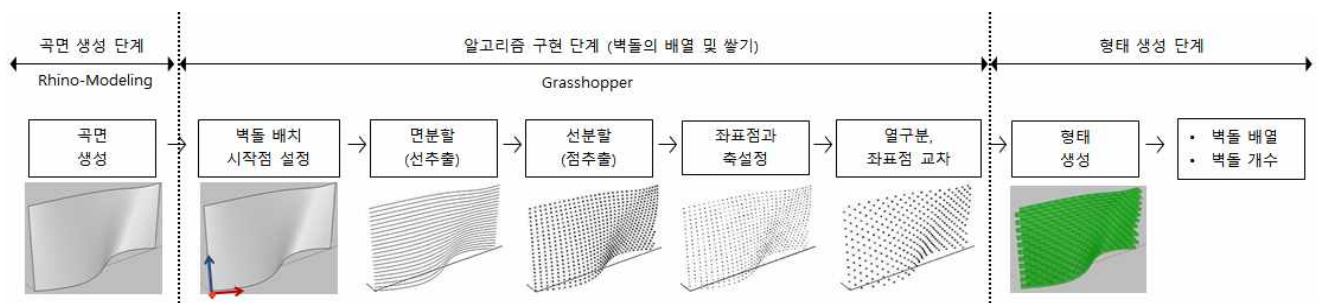 곡면 생성 단계
알고리즘 구현 단계 (벽돌의 배열 및 쌓기)
형태 생성 단계
Rhino-Modeling
Grasshopper
곡면
생성
벽돌 배치
시작점 설정
면분할
(선추출)
선분할
(점추출)
좌표점과
축설정
열구분,
좌표점 교차
형태
생성
• 벽돌 배열
• 벽돌 개수